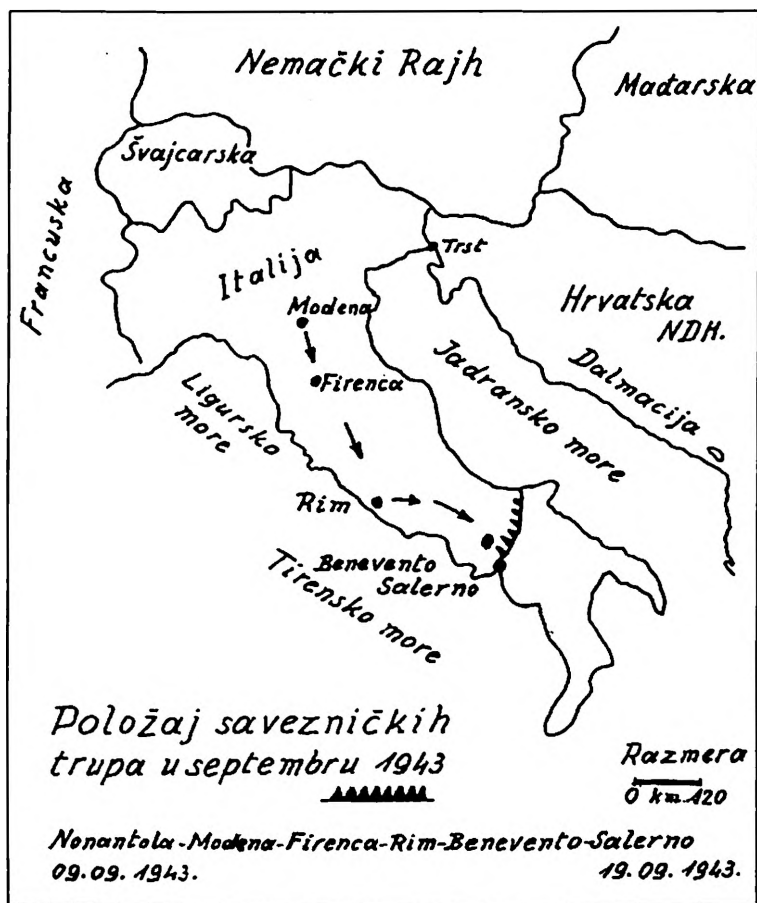 Nemački Rajh
Mađarska
Švajcarska
Francuska
Trst
Italija
Hrvatska
NDH.
Modena
Dalmacija
Jadransko more
Firenca
Ligursko
more
Rim
Benevento
Salerno
Tirensko more
Položaj savezničkih
trupa u septembru 1943
Razmera
0 km 120
Nonantola-Modena-Firenca-Rim-Benevento-Salerno
09.09.1943. 19.09.1943.